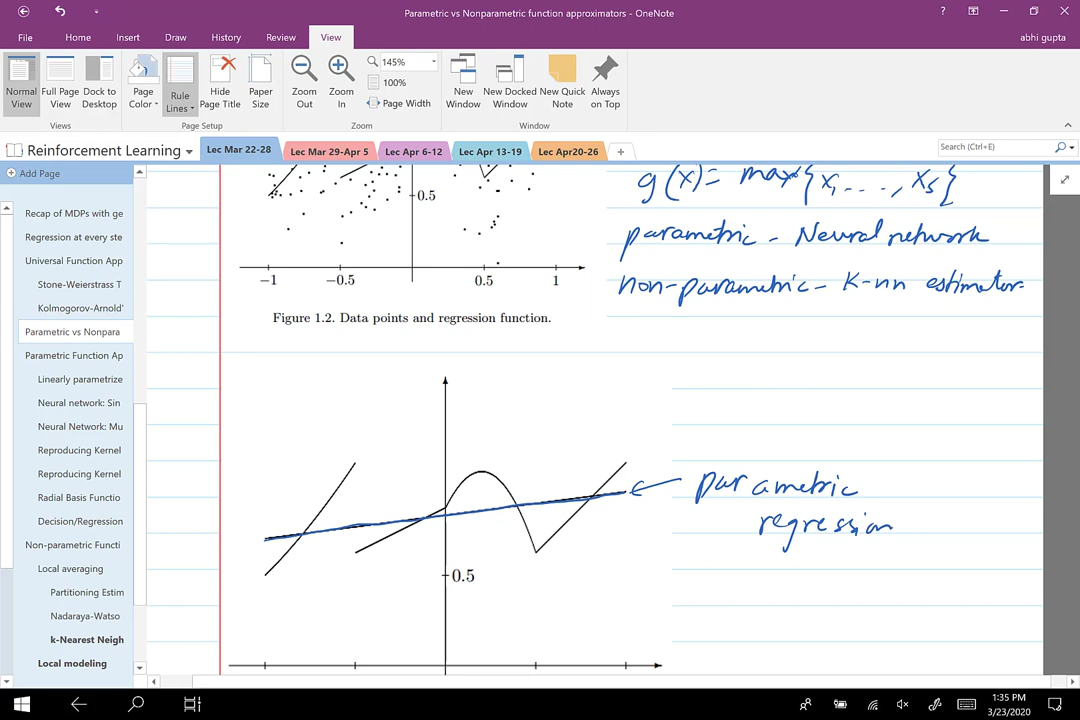 Parametric vs Nonparametric function approximators - OneNote
File Home Insert Draw History Review View abhi gupta
Normal View
Full Page View
Dock to Desktop
Page Color
Rule Lines
Hide Page Title
Paper Size
Zoom Out
Zoom In
145%
100%
Page Width
New Window
New Docked Window
New Quick Note
Always on Top
Views Page Setup Zoom Window
Reinforcement Learning
Lec Mar 22-28 Lec Mar 29-Apr 5 Lec Apr 6-12 Lec Apr 13-19 Lec Apr20-26
Search (Ctrl+E)
Add Page
Recap of MDPs with ge
Regression at every ste
Universal Function App
Stone-Weierstrass T
Kolmogorov-Arnold'
Parametric vs Nonpara
Parametric Function Ap
Linearly parametrize
Neural network: Sin
Neural Network: Mu
Reproducing Kernel
Reproducing Kernel
Radial Basis Functio
Decision/Regression
Non-parametric Functi
Local averaging
Partitioning Estim
Nadaraya-Watso
k-Nearest Neigh
Local modeling
0.5
−1 −0.5 0.5 1
Figure 1.2. Data points and regression function.
g(x) = max{x1, ..., x5}
parametric - Neural network
non-parametric - K-nn estimator
parametric
regression
0.5
1:35 PM
3/23/2020